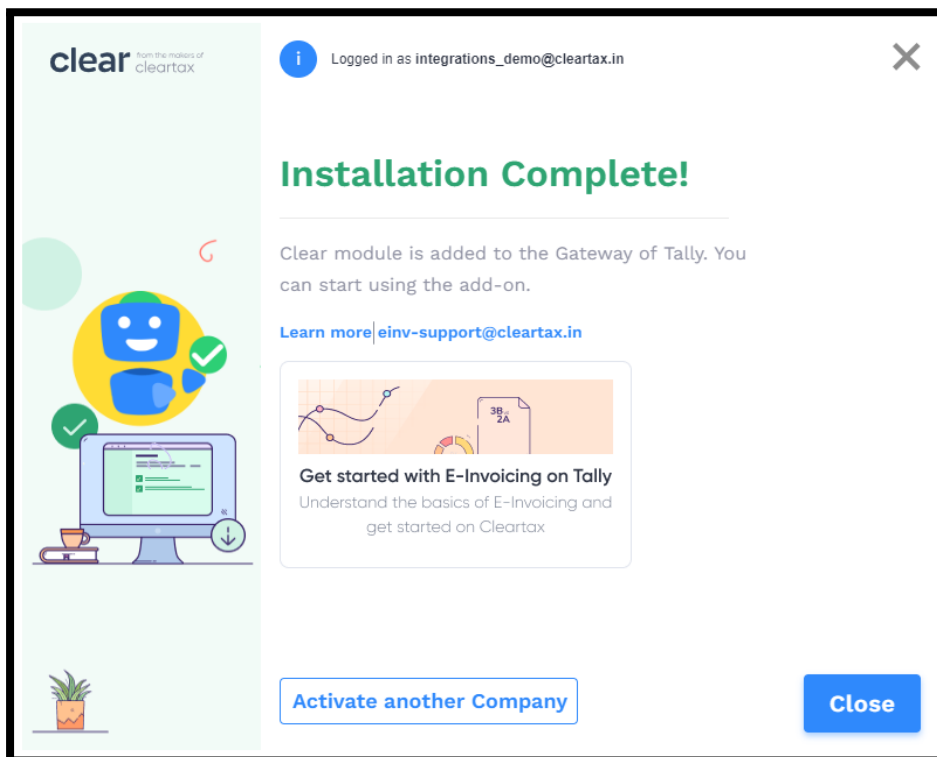 clear from the makers of cleartax
Logged in as integrations_demo@cleartax.in
Installation Complete!
Clear module is added to the Gateway of Tally. You
can start using the add-on.
Learn more einv-support@cleartax.in
3B
2A
Get started with E-Invoicing on Tally
Understand the basics of E-Invoicing and
get started on Cleartax
Activate another Company
Close